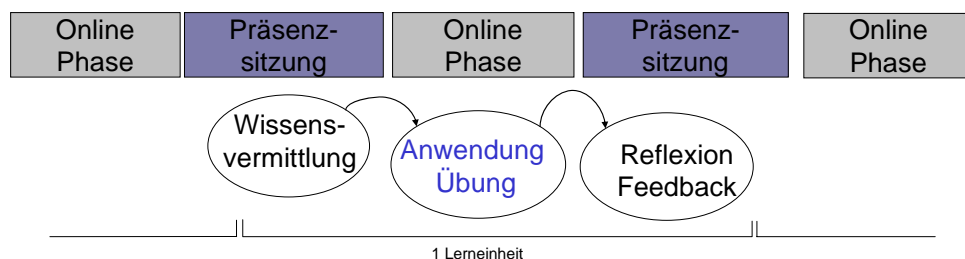 Online
Phase
Präsenz-
sitzung
Online
Phase
Präsenz-
sitzung
Online
Phase
Wissens-
vermittlung
Anwendung
Übung
Reflexion
Feedback
1 Lerneinheit